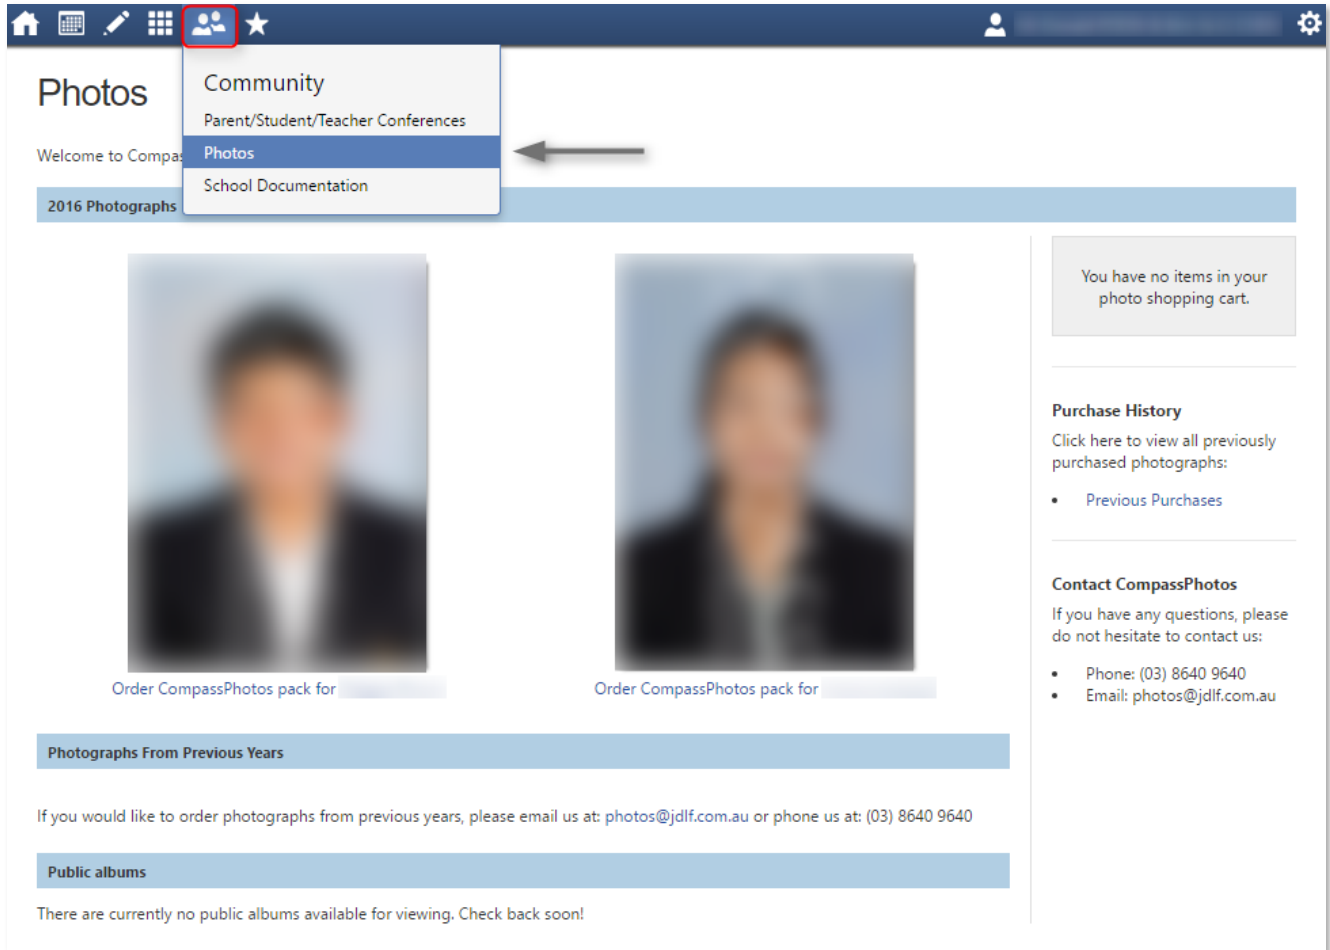 Photos
Community
Parent/Student/Teacher Conferences
Photos
School Documentation
Welcome to
2016 Photographs
You have no items in your
photo shopping cart.
Purchase History
Click here to view all previously
purchased photographs:
Previous Purchases
Contact CompassPhotos
If you have any questions, please
do not hesitate to contact us:
Phone: (03) 8640 9640
Email: photos@jdlf.com.au
Order CompassPhotos pack for
Order CompassPhotos pack for
Photographs From Previous Years
If you would like to order photographs from previous years, please email us at: photos@jdlf.com.au or phone us at: (03) 8640 9640
Public albums
There are currently no public albums available for viewing. Check back soon!